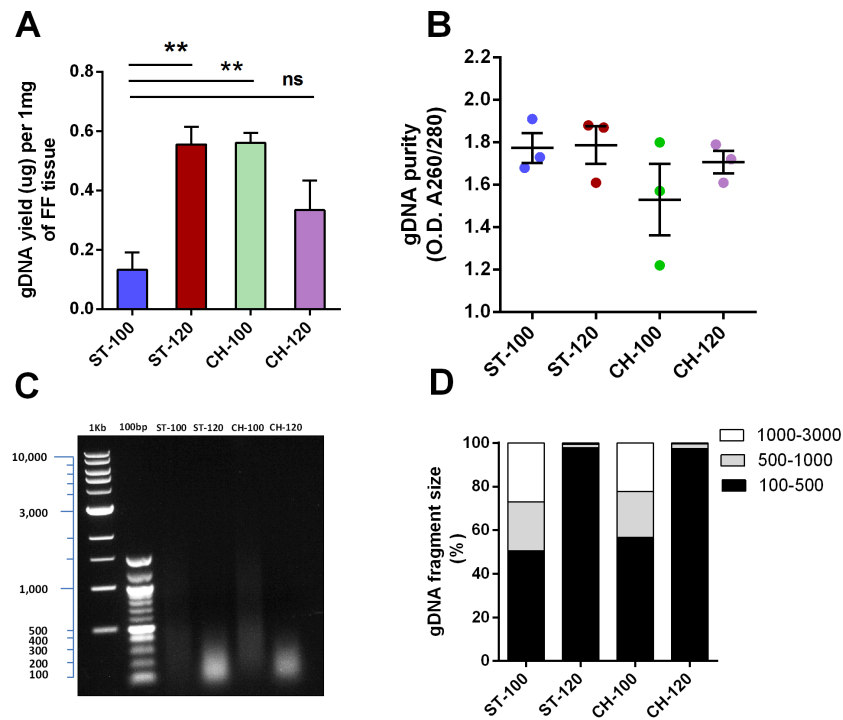 A
** 
**
ns
gDNA yield (ug) per 1mg
of FF tissue
0.8
0.6
0.4
0.2
0.0
ST-100
ST-120
CH-100
CH-120
B
gDNA purity
(O.D. A260/280)
2.2
2.0
1.8
1.6
1.4
1.2
1.0
ST-100
ST-120
CH-100
CH-120
C
1Kb 100bp ST-100 ST-120 CH-100 CH-120
10,000
3,000
1,000
500
400
300
200
100
D
gDNA fragment size
(%)
100
80
60
40
20
0
ST-100
ST-120
CH-100
CH-120
1000-3000
500-1000
100-500